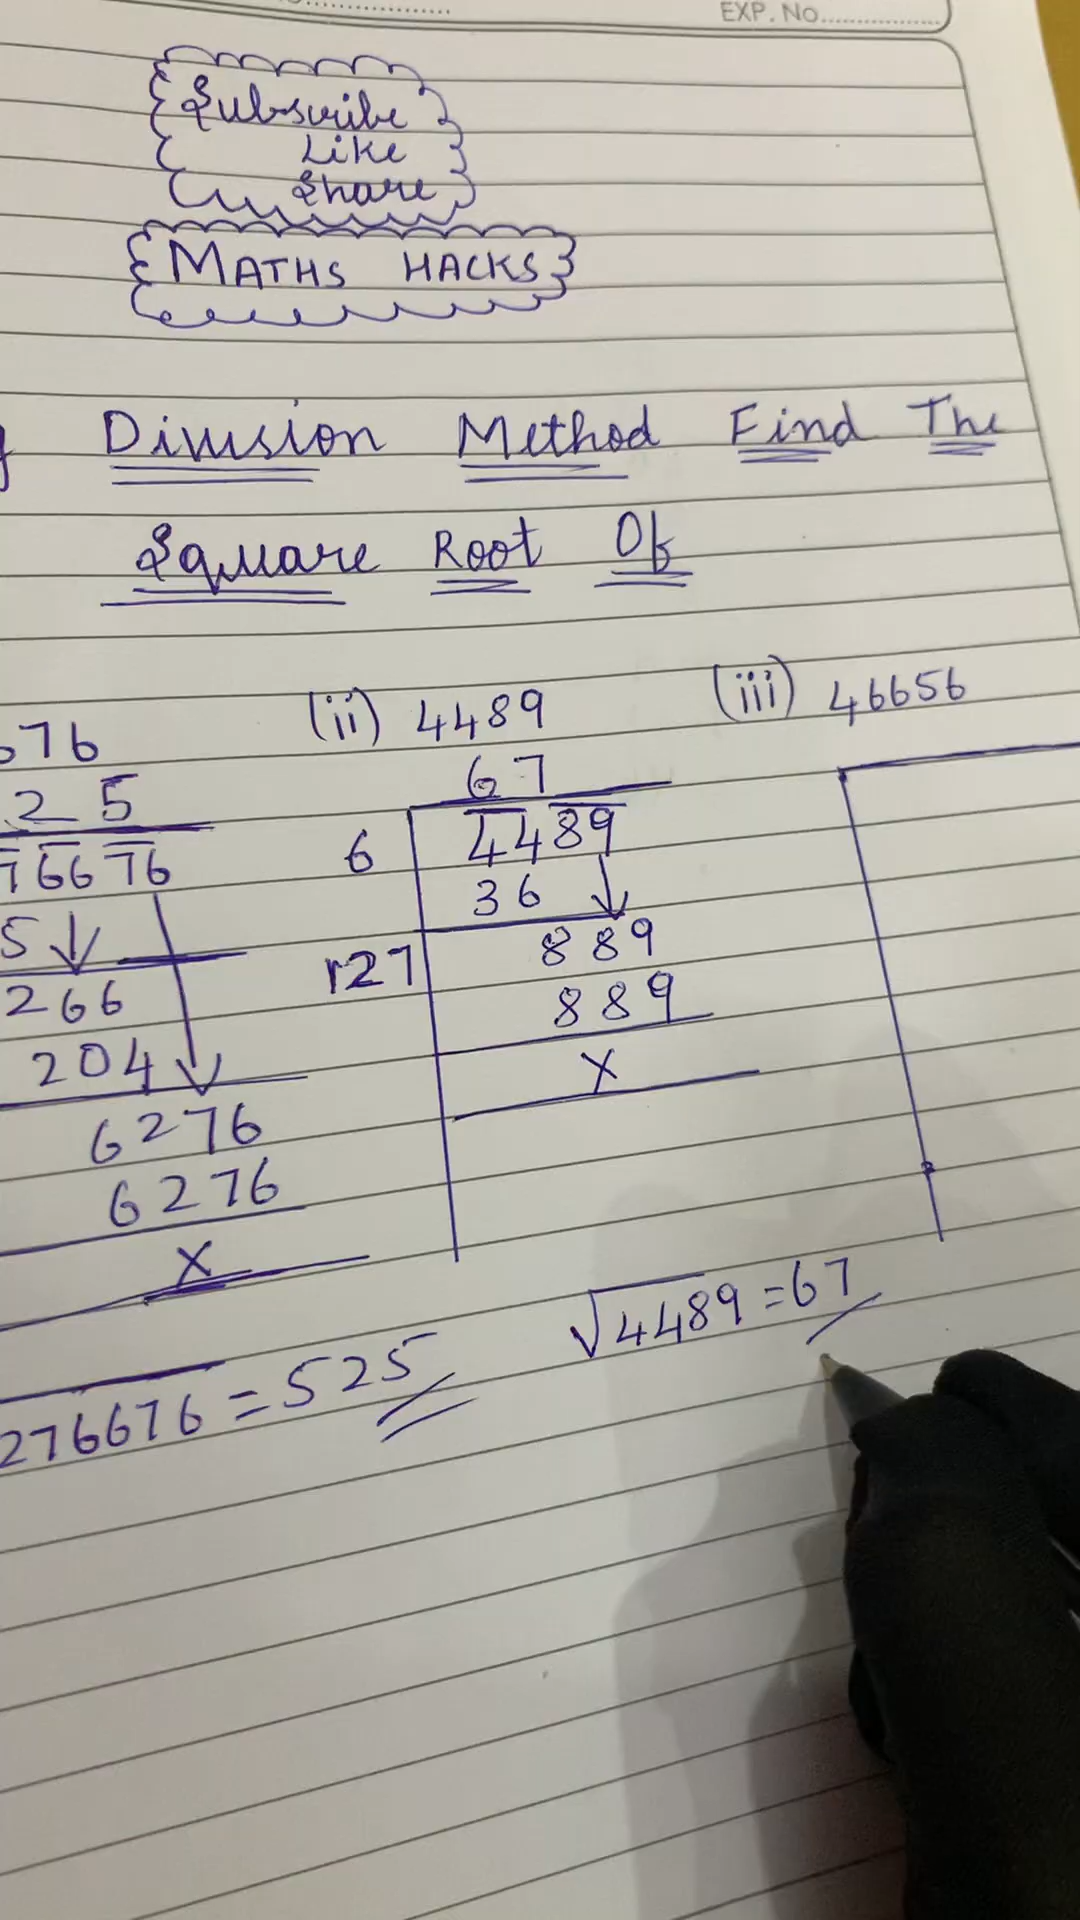 EXP. No.
Subscribe
Like
Share
MATHS HACKS
Division Method Find The
Square Root Of
676
(ii) 4489
(iii) 46656
2 5
67
76676
6
4489
5
36
266
127
889
204
889
6276
X
6276
X
√4489 = 67
276676 = 525